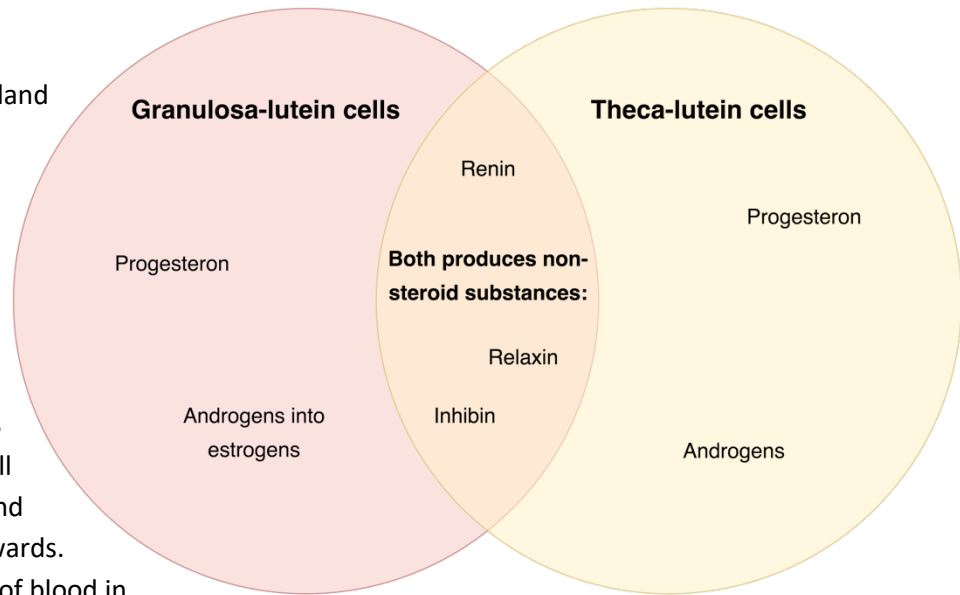 land
Granulosa-lutein cells
Theca-lutein cells
Renin
Progesteron
Both produces non-
steroid substances:
Progesteron
Relaxin
Androgens into
estrogens
Inhibin
Androgens
ll
nd
wards.
of blood in